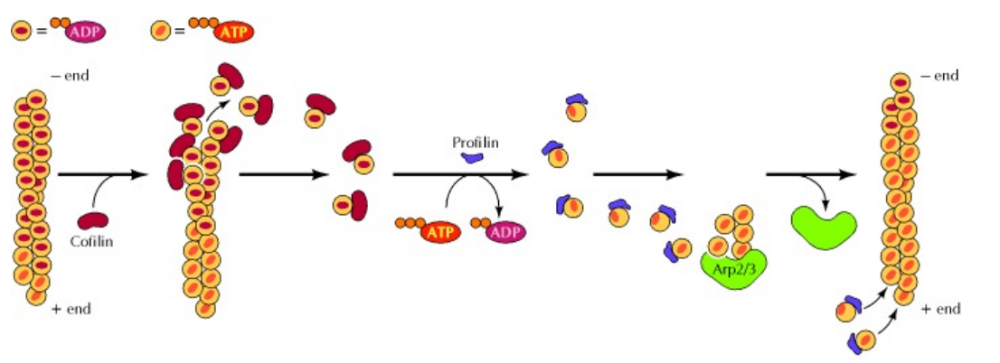 = ADP
= ATP
– end
– end
Profilin
Cofilin
ATP
ADP
Arp2/3
+ end
+ end